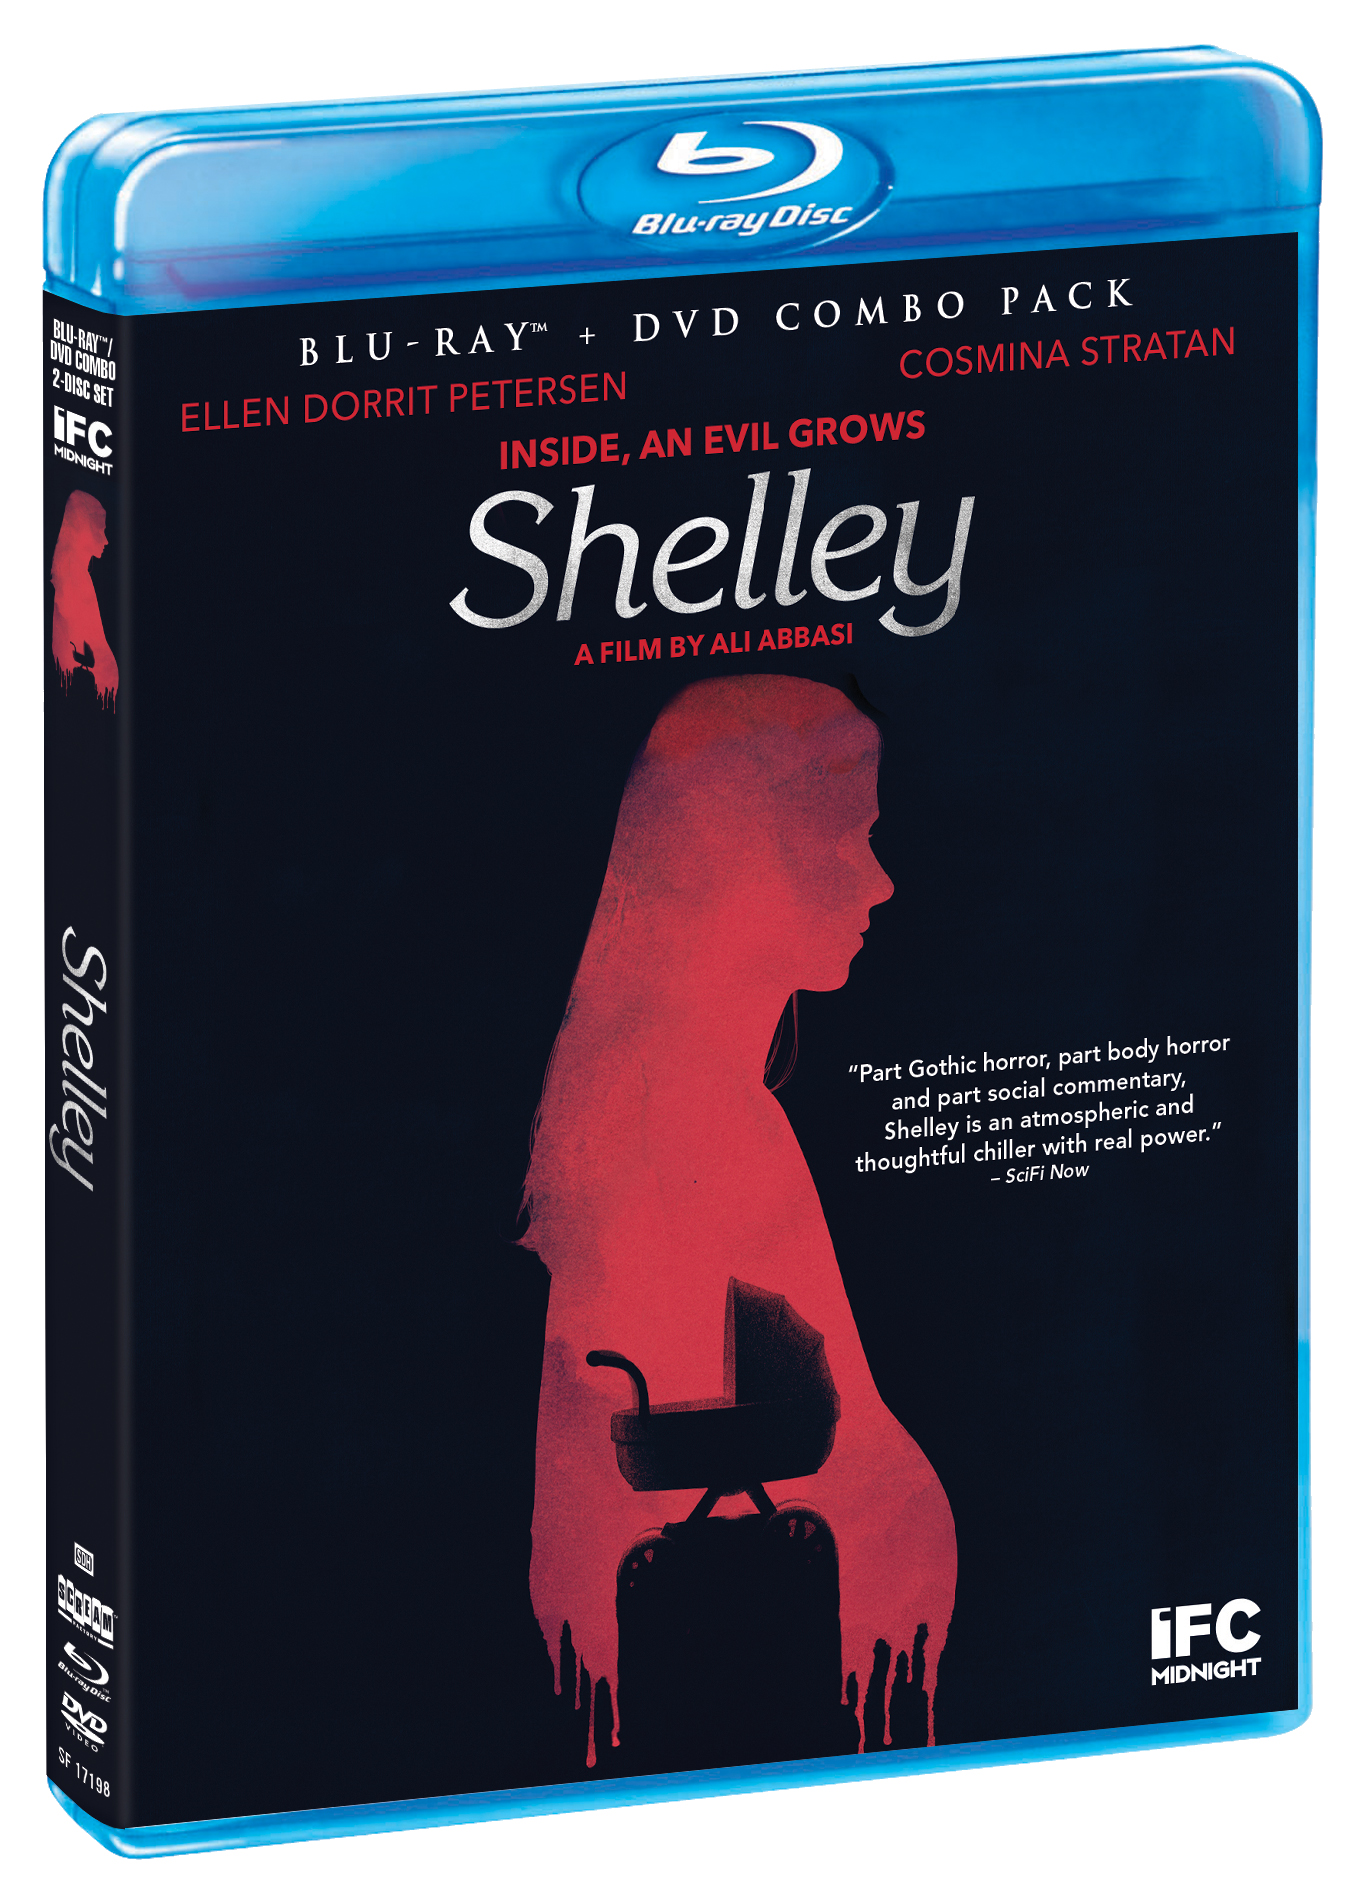 Blu-ray Disc
BLU-RAY™ + DVD COMBO PACK
ELLEN DORRIT PETERSEN
COSMINA STRATAN
INSIDE, AN EVIL GROWS
Shelley
A FILM BY ALI ABBASI
“Part Gothic horror, part body horror
and part social commentary,
Shelley is an atmospheric and
thoughtful chiller with real power.”
– SciFi Now
iFC
MIDNIGHT
BLU-RAY™/
DVD COMBO
2-DISC SET
iFC
MIDNIGHT
Shelley
SDH
SCREAM™
FACTORY
Blu-ray Disc™
DVD
VIDEO
SF 17198